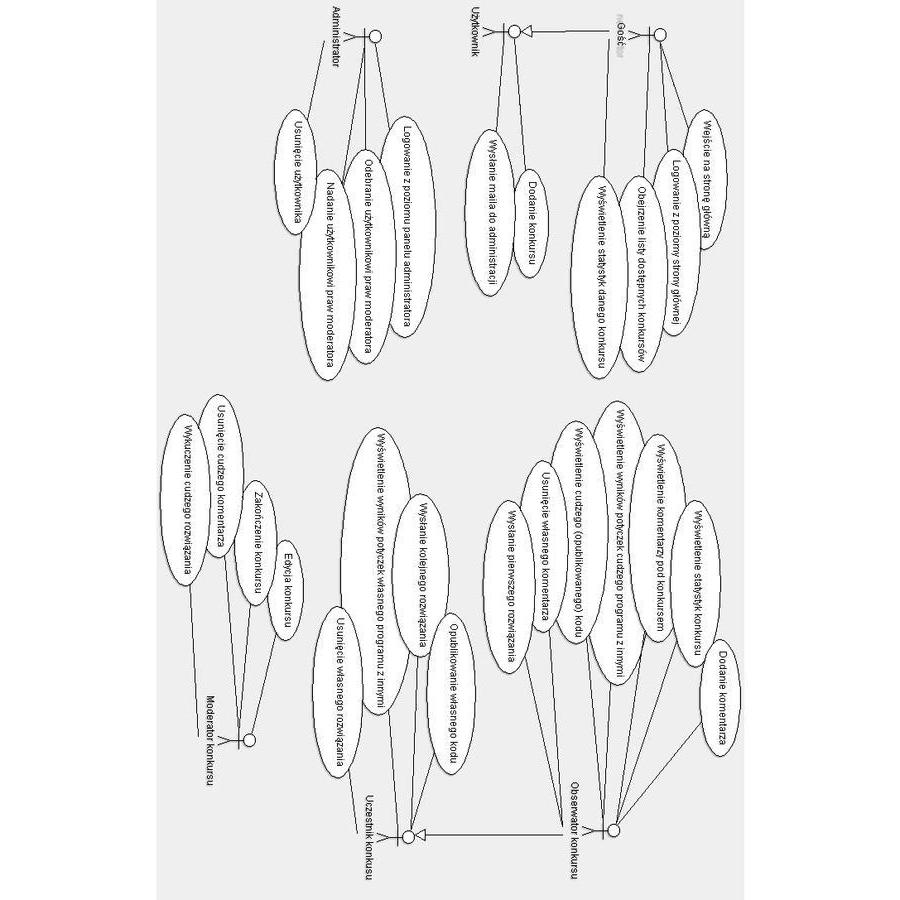 Gość
Wejście na stronę główną
Logowanie z poziomy strony głównej
Obejrzenie listy dostępnych konkursów
Wyświetlenie statystyk danego konkursu
Użytkownik
Dodanie konkursu
Wysłanie maila do administracji
Administrator
Logowanie z poziomu panelu administratora
Odebranie użytkownikowi praw moderatora
Nadanie użytkownikowi praw moderatora
Usunięcie użytkownika
Dodanie komentarza
Wyświetlenie statystyk konkursu
Wyświetlenie komentarzy pod konkursem
Wyświetlenie wyników potyczek cudzego programu z innymi
Wyświetlenie cudzego (opublikowanego) kodu
Usunięcie własnego komentarza
Wysłanie pierwszego rozwiązania
Obserwator konkursu
Opublikowanie własnego kodu
Wysłanie kolejnego rozwiązania
Wyświetlenie wyników potyczek własnego programu z innymi
Usunięcie własnego rozwiązania
Uczestnik konkusu
Edycja konkursu
Zakończenie konkursu
Usunięcie cudzego komentarza
Wykuczenie cudzego rozwiązania
Moderator konkursu